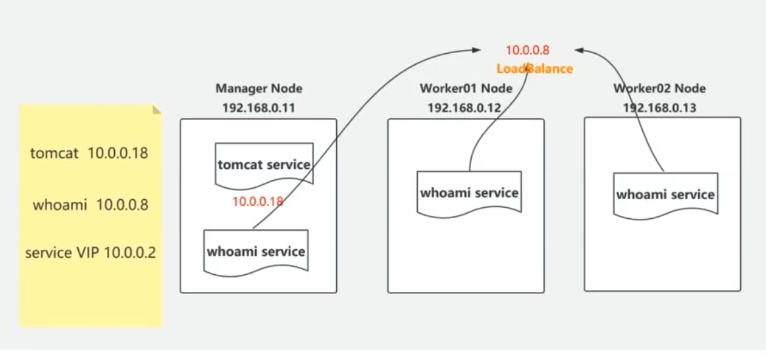 10.0.0.8
LoadBalance
Manager Node
192.168.0.11
Worker01 Node
192.168.0.12
Worker02 Node
192.168.0.13
tomcat 10.0.0.18
whoami 10.0.0.8
service VIP 10.0.0.2
tomcat service
10.0.0.18
whoami service
whoami service
whoami service